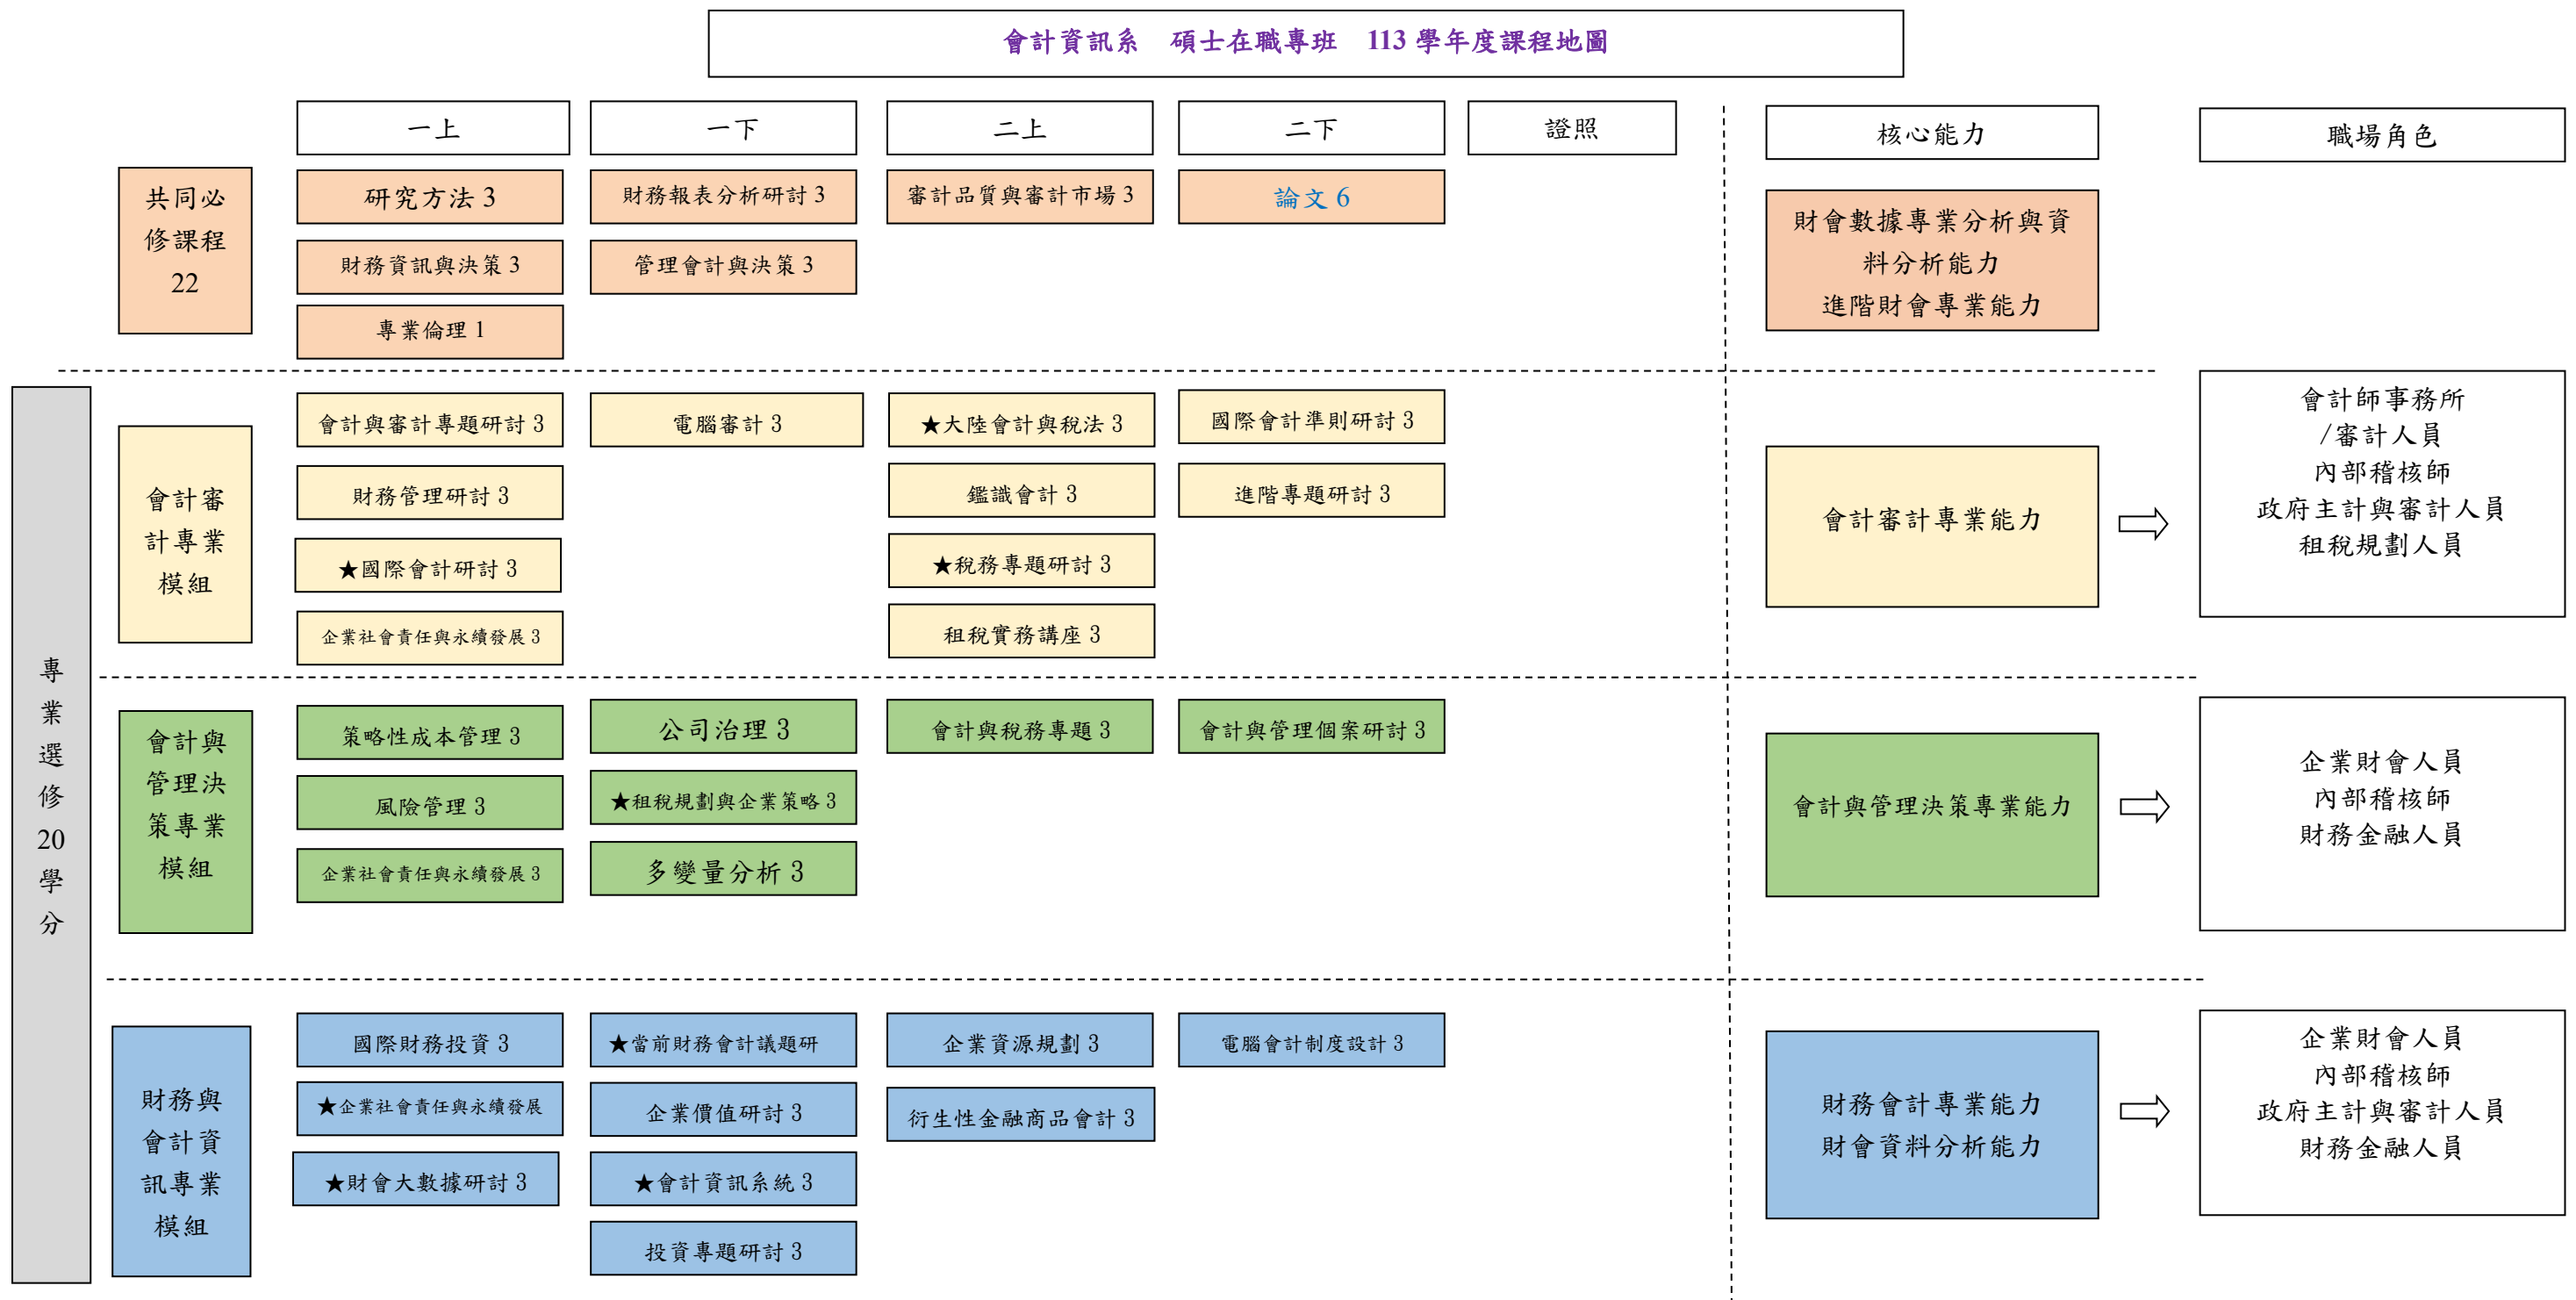 會計資訊系 碩士在職專班 113 學年度課程地圖
一上
一下
二上
二下
證照
核心能力
職場角色
共同必
修課程
22
研究方法 3
財務報表分析研討 3
審計品質與審計市場 3
論文 6
財務資訊與決策 3
管理會計與決策 3
專業倫理 1
財會數據專業分析與資
料分析能力
進階財會專業能力
專
業
選
修
20
學
分
會計審
計專業
模組
會計與審計專題研討 3
電腦審計 3
★大陸會計與稅法 3
國際會計準則研討 3
財務管理研討 3
鑑識會計 3
進階專題研討 3
★國際會計研討 3
★稅務專題研討 3
企業社會責任與永續發展 3
租稅實務講座 3
會計審計專業能力
會計師事務所
/審計人員
內部稽核師
政府主計與審計人員
租稅規劃人員
會計與
管理決
策專業
模組
策略性成本管理 3
公司治理 3
會計與稅務專題 3
會計與管理個案研討 3
風險管理 3
★租稅規劃與企業策略 3
企業社會責任與永續發展 3
多變量分析 3
會計與管理決策專業能力
企業財會人員
內部稽核師
財務金融人員
財務與
會計資
訊專業
模組
國際財務投資 3
★當前財務會計議題研
企業資源規劃 3
電腦會計制度設計 3
★企業社會責任與永續發展
企業價值研討 3
衍生性金融商品會計 3
★財會大數據研討 3
★會計資訊系統 3
投資專題研討 3
財務會計專業能力
財會資料分析能力
企業財會人員
內部稽核師
政府主計與審計人員
財務金融人員